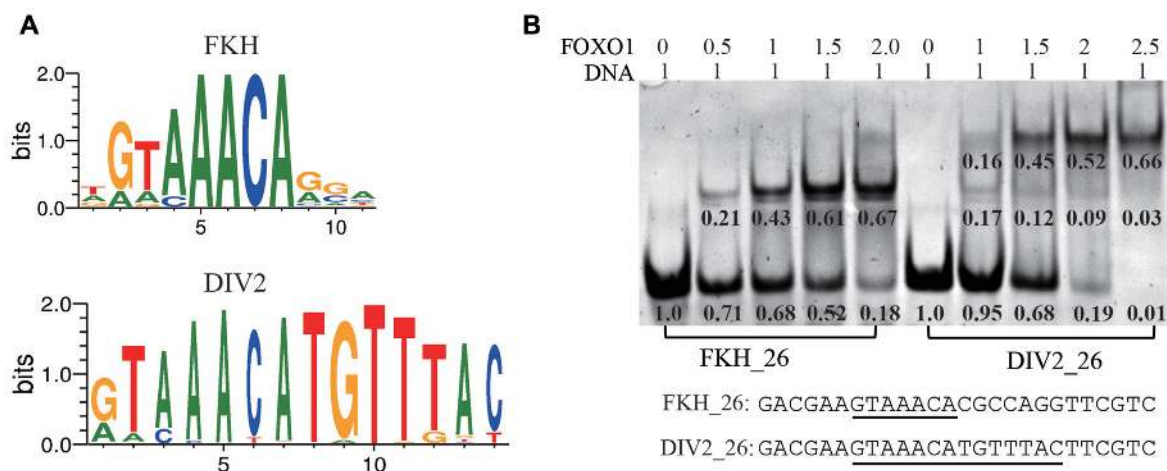 A
FKH
bits
2.0
1.0
0.0
TGTAAACAGGA
5 10
DIV2
bits
2.0
1.0
0.0
GTAAACATGTTTAC
5 10
B
FOXO1 0 0.5 1 1.5 2.0 0 1 1.5 2 2.5
DNA 1 1 1 1 1 1 1 1 1 1
0.16 0.45 0.52 0.66
0.21 0.43 0.61 0.67 0.17 0.12 0.09 0.03
1.0 0.71 0.68 0.52 0.18 1.0 0.95 0.68 0.19 0.01
FKH_26 DIV2_26
FKH_26: GACGAAGTAAACACGCCAGGTTCGTC
DIV2_26: GACGAAGTAAACATGTTTACTTCGTC